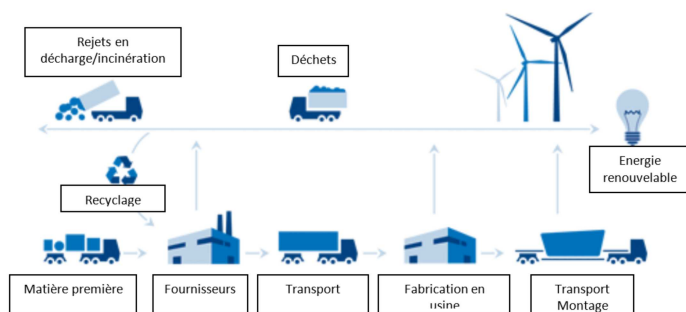 Rejets en
décharge/incinération
Déchets
Energie
renouvelable
Recyclage
Matière première
Fournisseurs
Transport
Fabrication en
usine
Transport
Montage